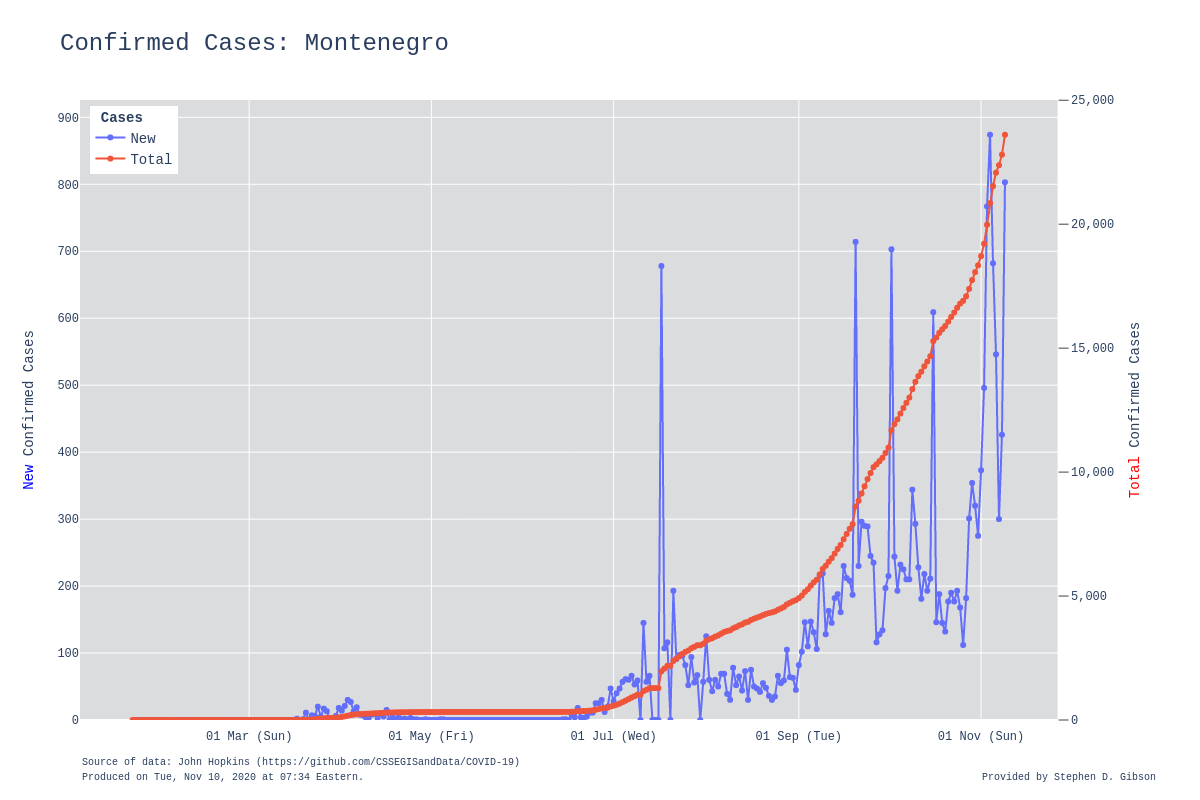 Confirmed Cases: Montenegro
Cases
New
Total
900
800
700
600
500
400
300
200
100
0
New Confirmed Cases
25,000
20,000
15,000
10,000
5,000
0
Total Confirmed Cases
01 Mar (Sun)
01 May (Fri)
01 Jul (Wed)
01 Sep (Tue)
01 Nov (Sun)
Source of data: John Hopkins (https://github.com/CSSEGISandData/COVID-19)
Produced on Tue, Nov 10, 2020 at 07:34 Eastern.
Provided by Stephen D. Gibson